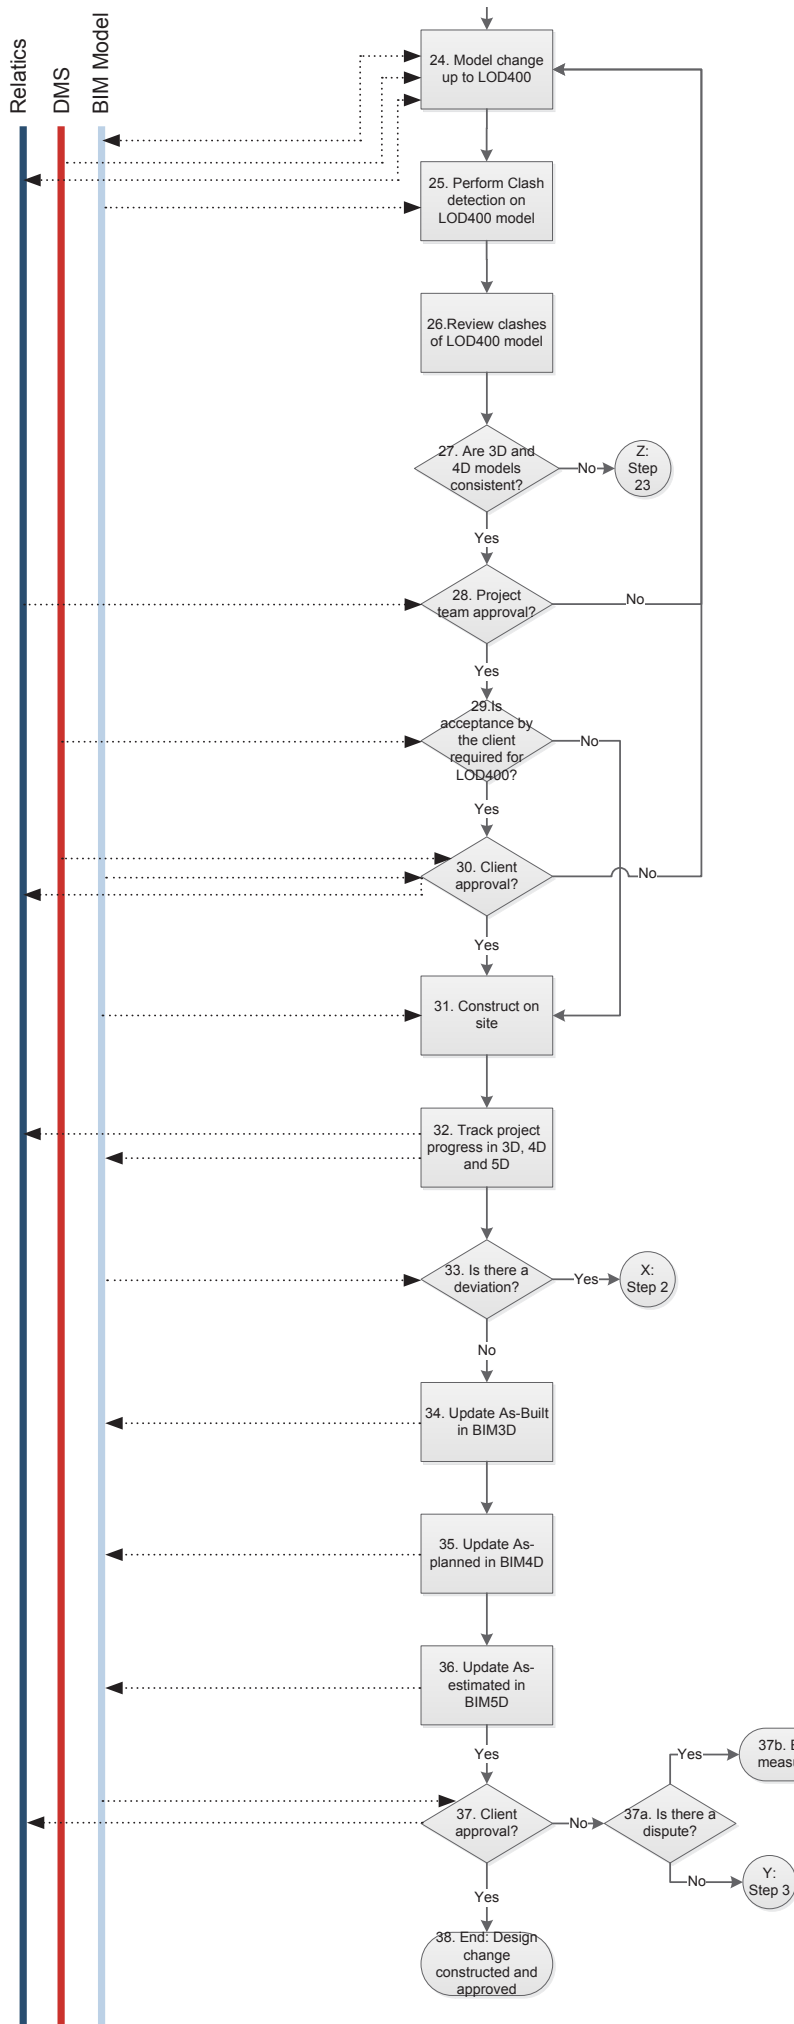 Relatics
DMS
BIM Model
24. Model change
up to LOD400
25. Perform Clash
detection on
LOD400 model
26.Review clashes
of LOD400 model
27. Are 3D and
4D models
consistent?
No
Z:
Step
23
Yes
28. Project
team approval?
No
Yes
29.Is
acceptance by
the client
required for
LOD400?
No
Yes
30. Client
approval?
No
Yes
31. Construct on
site
32. Track project
progress in 3D, 4D
and 5D
33. Is there a
deviation?
Yes
X:
Step 2
No
34. Update As-Built
in BIM3D
35. Update As-
planned in BIM4D
36. Update As-
estimated in
BIM5D
Yes
37. Client
approval?
No
37a. Is there a
dispute?
Yes
37b.
No
Y:
Step 3
Yes
38. End: Design
change
constructed and
approved